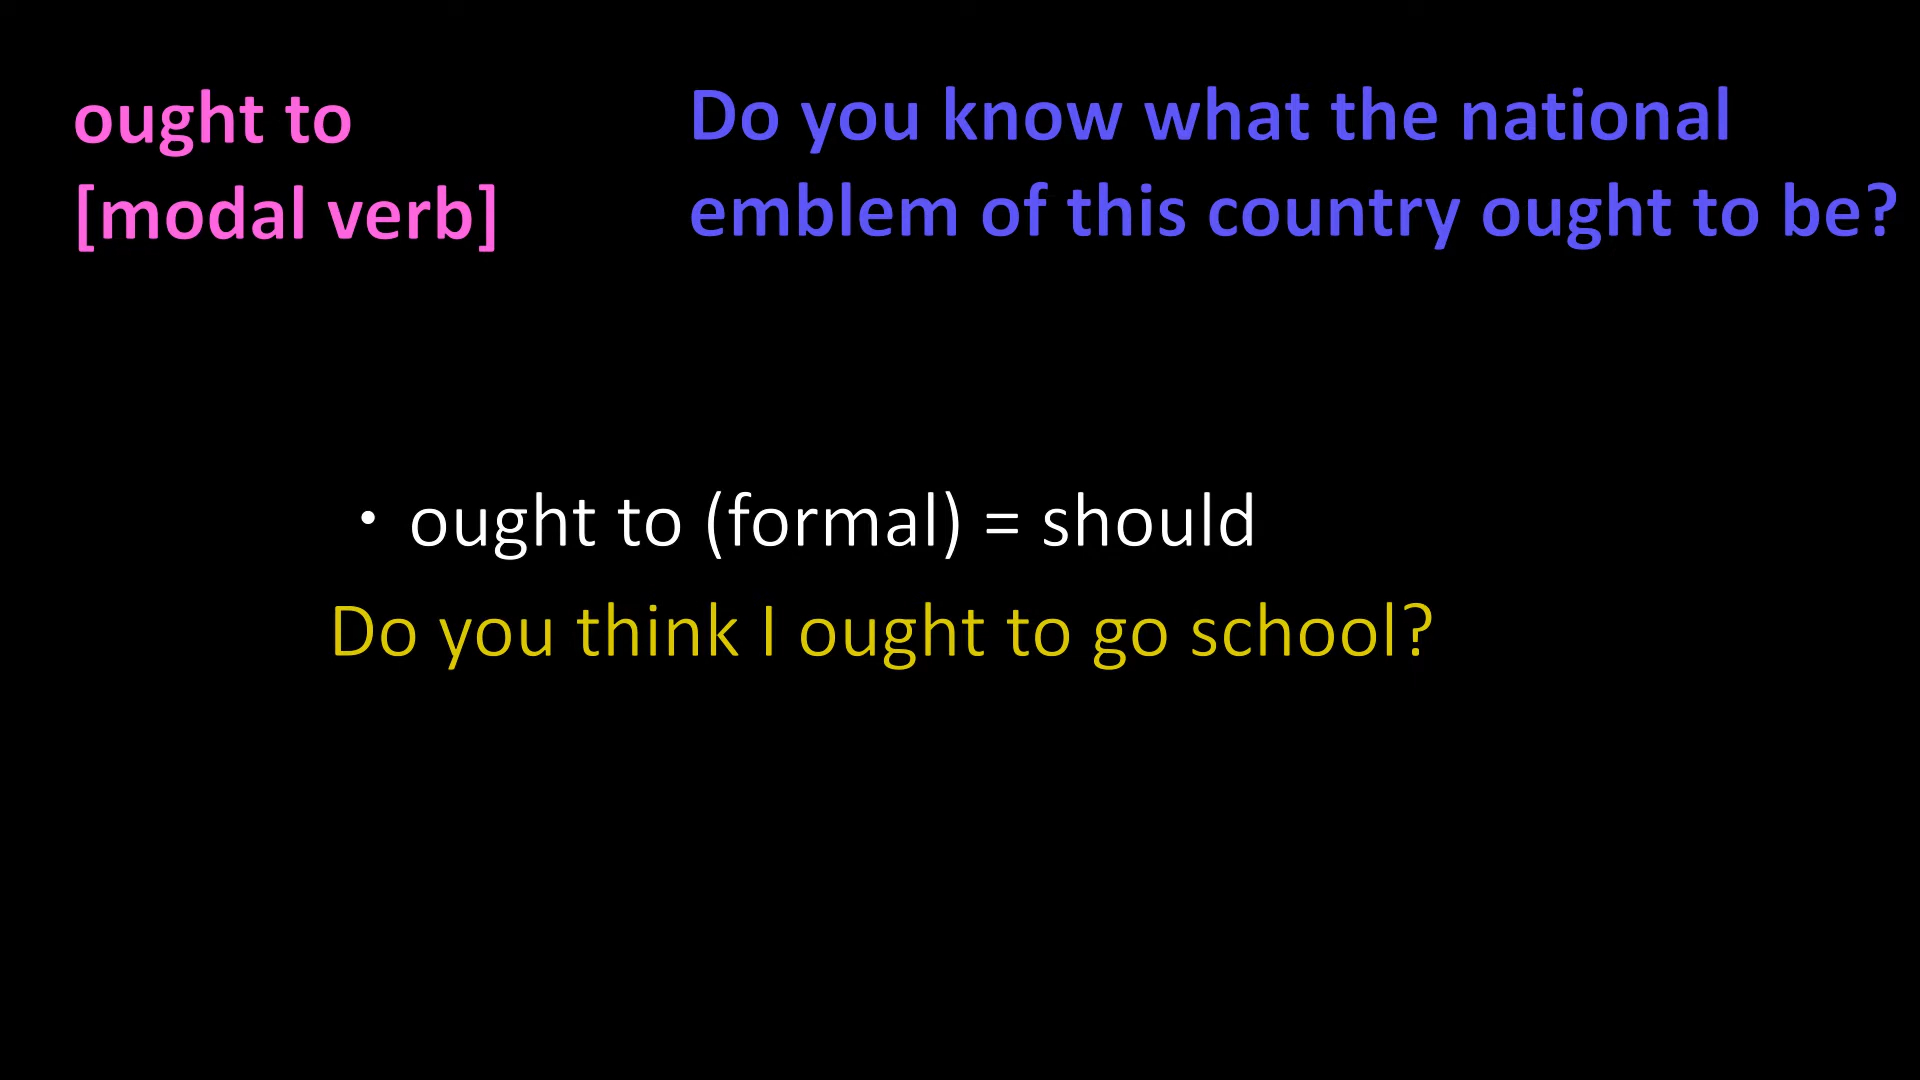 ought to
[modal verb]
Do you know what the national
emblem of this country ought to be?
・ought to (formal) = should
Do you think I ought to go school?